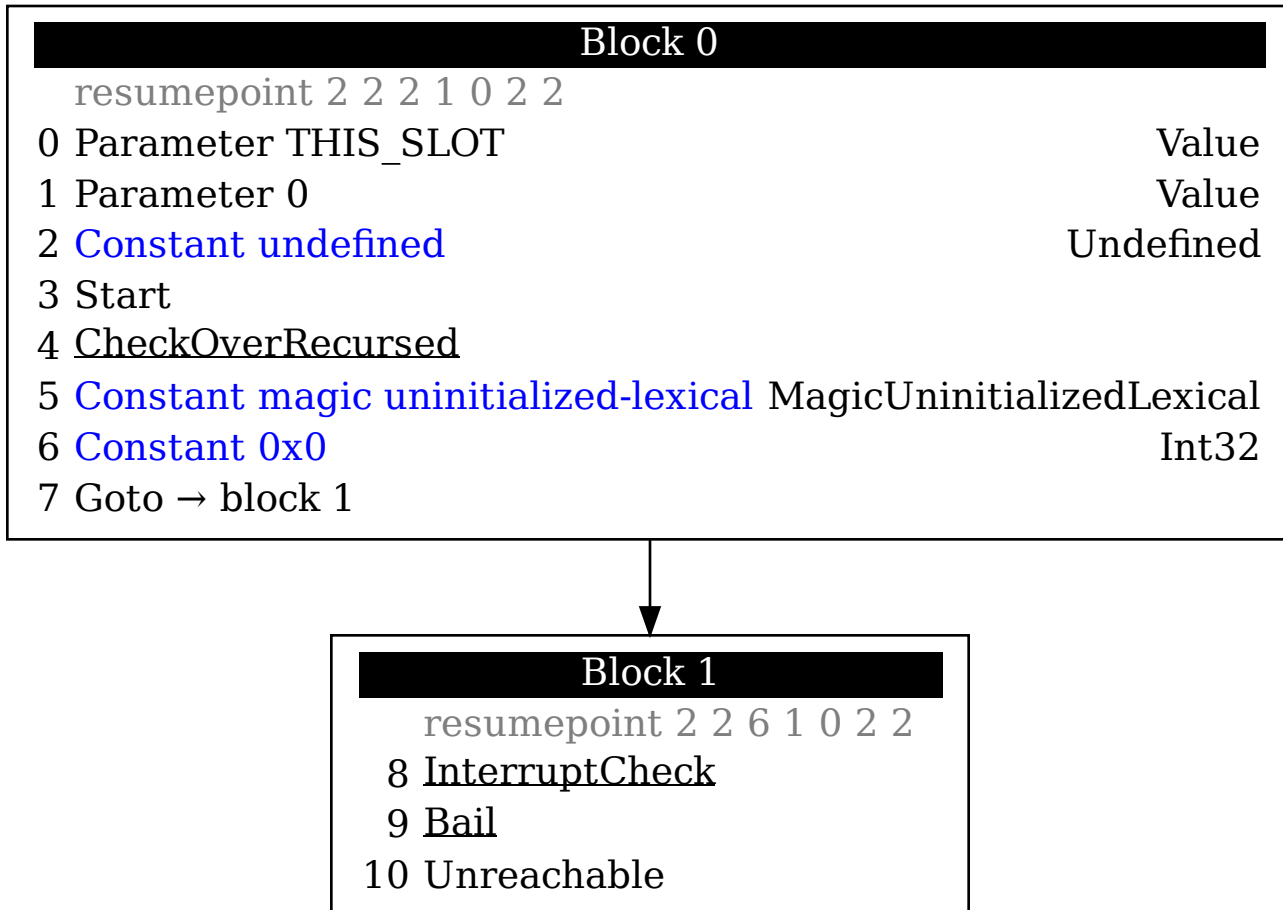 Block 0
resumepoint 2 2 2 1 0 2 2
0 Parameter THIS_SLOT Value
1 Parameter 0 Value
2 Constant undefined Undefined
3 Start
4 CheckOverRecursed
5 Constant magic uninitialized-lexical MagicUninitializedLexical
6 Constant 0x0 Int32
7 Goto → block 1
Block 1
resumepoint 2 2 6 1 0 2 2
8 InterruptCheck
9 Bail
10 Unreachable